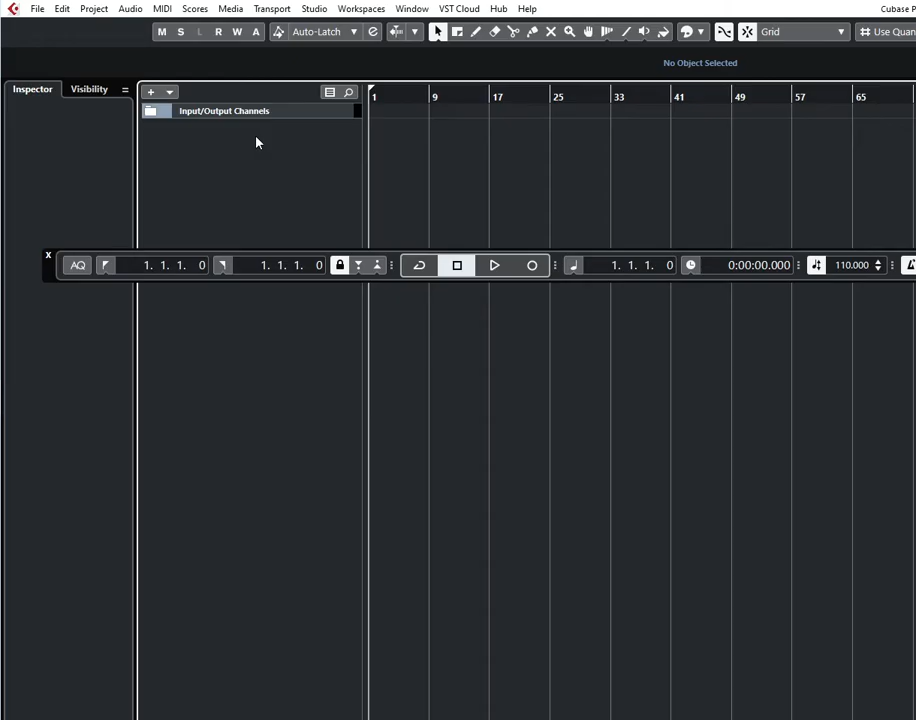 File Edit Project Audio MIDI Scores Media Transport Studio Workspaces Window VST Cloud Hub Help Cubase P
M S L R W A Auto-Latch Grid Use Quan
No Object Selected
Inspector Visibility
1 9 17 25 33 41 49 57 65
Input/Output Channels
X
AQ 1. 1. 1. 0 1. 1. 1. 0 1. 1. 1. 0 0:00:00.000 110.000